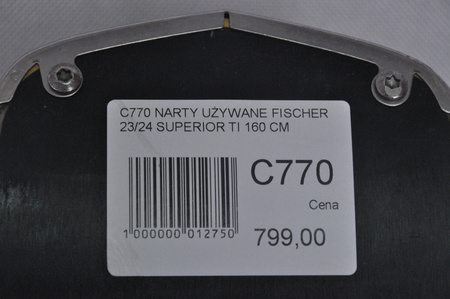 C770 NARTY UŻYWANE FISCHER
23/24 SUPERIOR TI 160 CM
C770
Cena
1 000000 012750
799,00